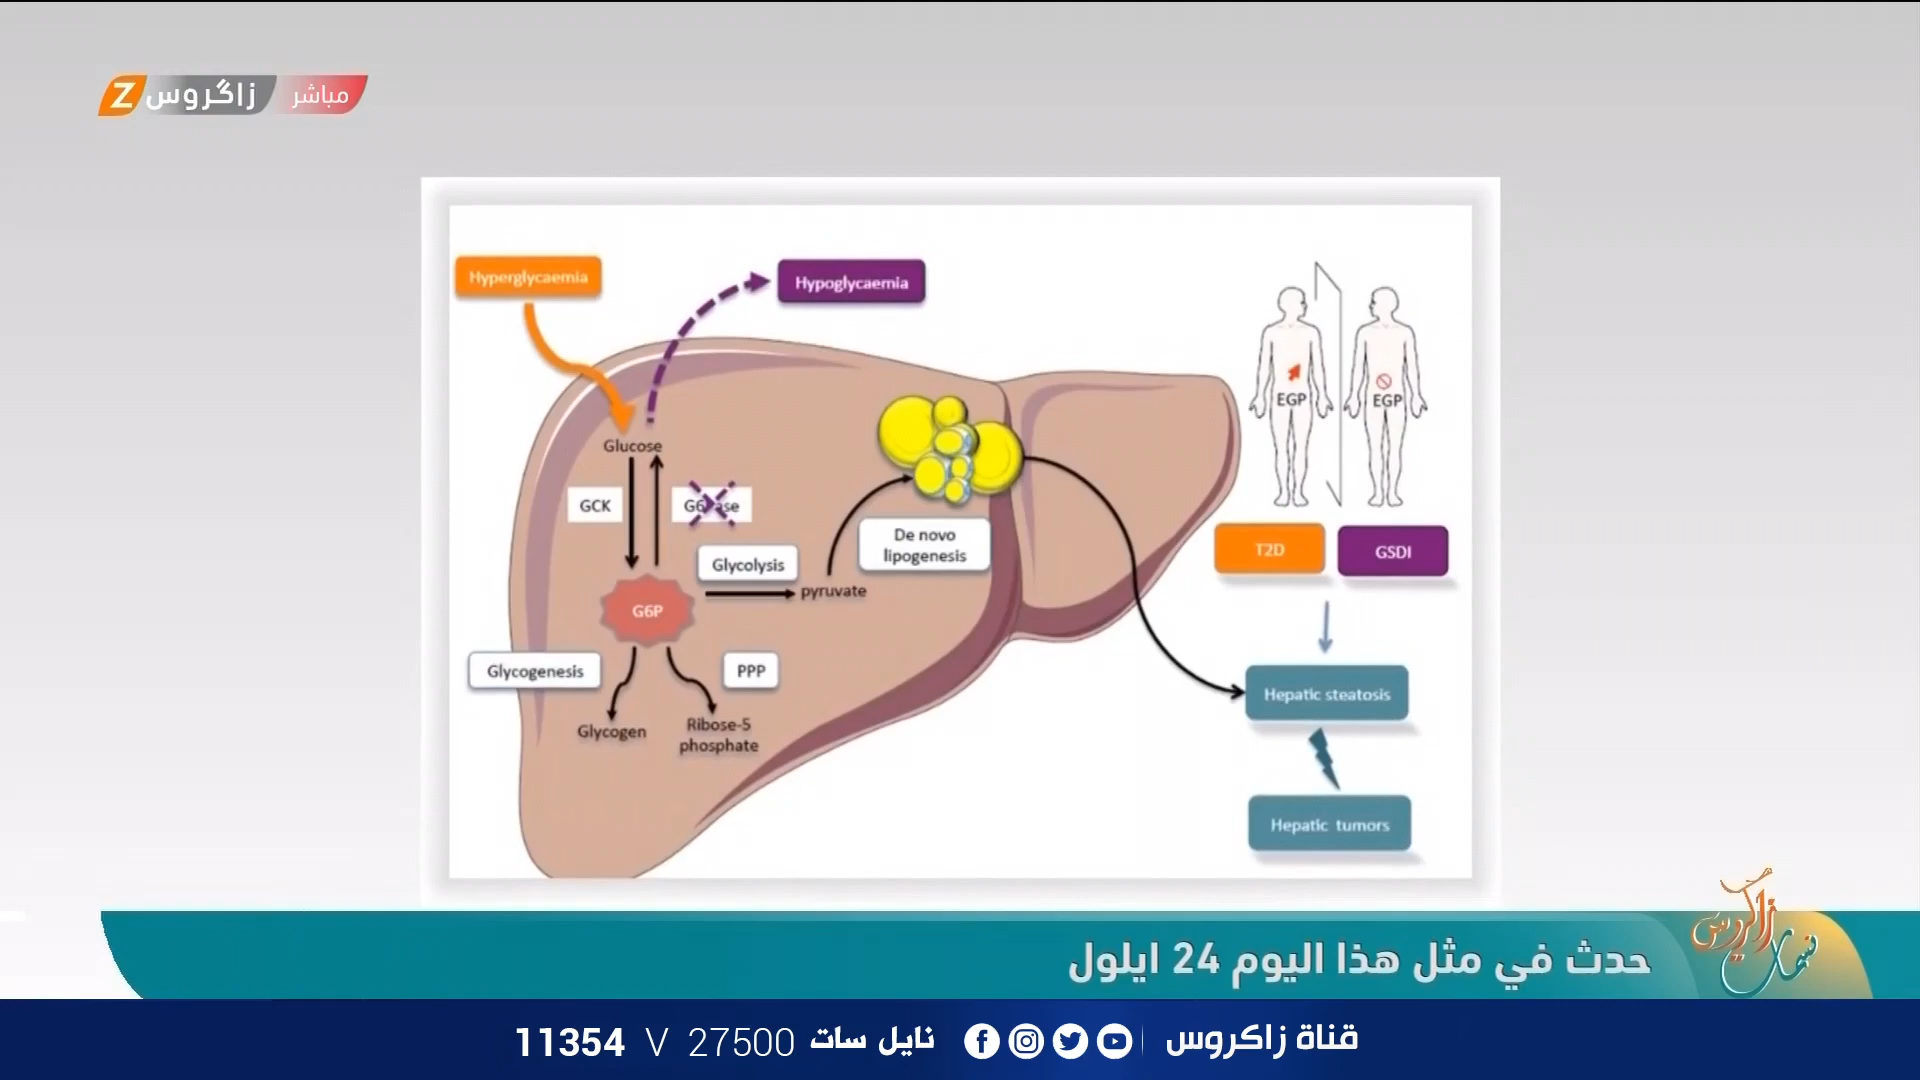 زاگروس
مباشر
Hyperglycaemia
Hypoglycaemia
Glucose
GCK
G6P
Glycolysis
pyruvate
De novo
lipogenesis
Glycogenesis
PPP
Glycogen
Ribose-5
phosphate
EGP
EGP
T2D
GSDI
Hepatic steatosis
Hepatic tumors
حدث في مثل هذا اليوم 24 ايلول
قناة زاكروس
نايل سات 11354 V 27500